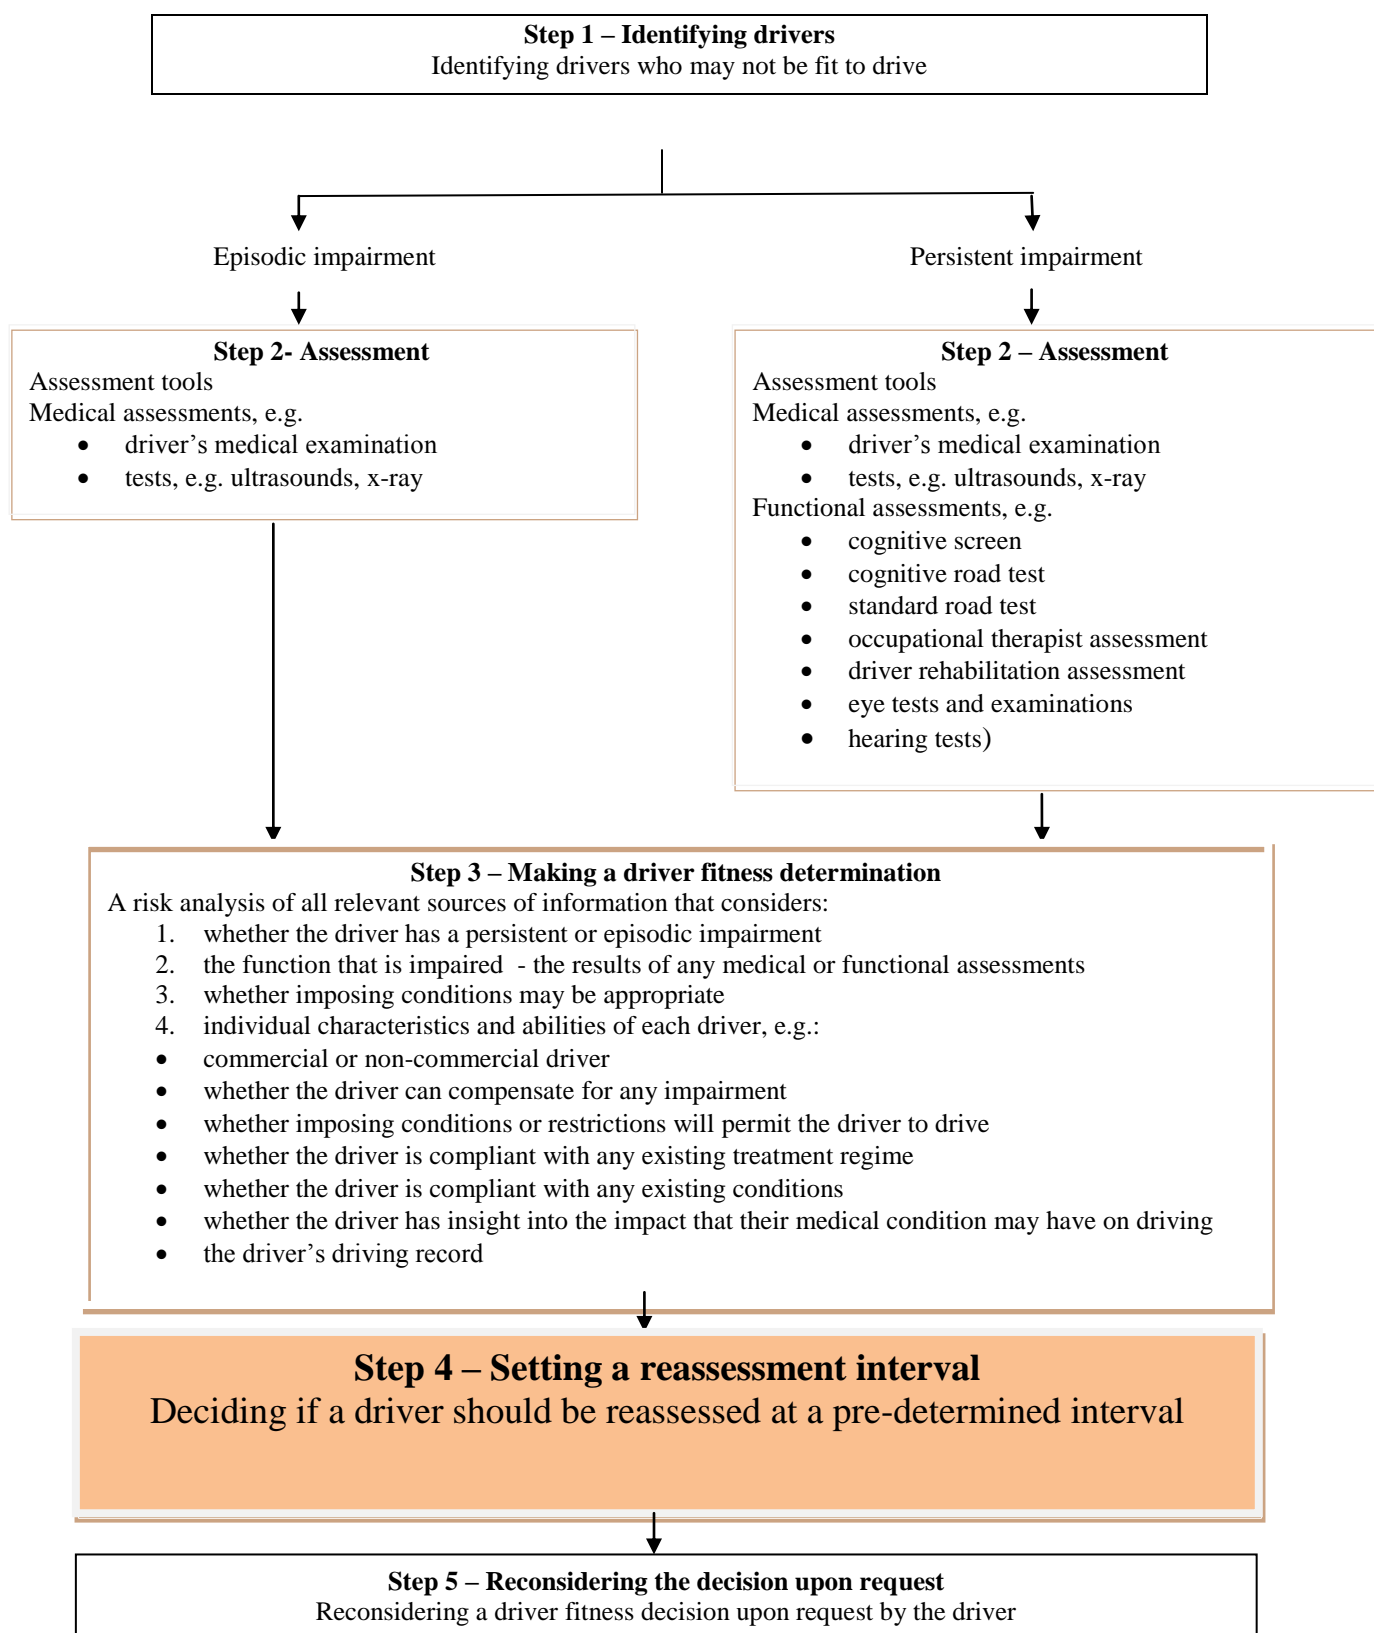 Step 1 – Identifying drivers
Identifying drivers who may not be fit to drive
Episodic impairment
Persistent impairment
Step 2- Assessment
Assessment tools
Medical assessments, e.g.
• driver’s medical examination
• tests, e.g. ultrasounds, x-ray
Step 2 – Assessment
Assessment tools
Medical assessments, e.g.
• driver’s medical examination
• tests, e.g. ultrasounds, x-ray
Functional assessments, e.g.
• cognitive screen
• cognitive road test
• standard road test
• occupational therapist assessment
• driver rehabilitation assessment
• eye tests and examinations
• hearing tests)
Step 3 – Making a driver fitness determination
A risk analysis of all relevant sources of information that considers:
1. whether the driver has a persistent or episodic impairment
2. the function that is impaired - the results of any medical or functional assessments
3. whether imposing conditions may be appropriate
4. individual characteristics and abilities of each driver, e.g.:
• commercial or non-commercial driver
• whether the driver can compensate for any impairment
• whether imposing conditions or restrictions will permit the driver to drive
• whether the driver is compliant with any existing treatment regime
• whether the driver is compliant with any existing conditions
• whether the driver has insight into the impact that their medical condition may have on driving
• the driver’s driving record
Step 4 – Setting a reassessment interval
Deciding if a driver should be reassessed at a pre-determined interval
Step 5 – Reconsidering the decision upon request
Reconsidering a driver fitness decision upon request by the driver